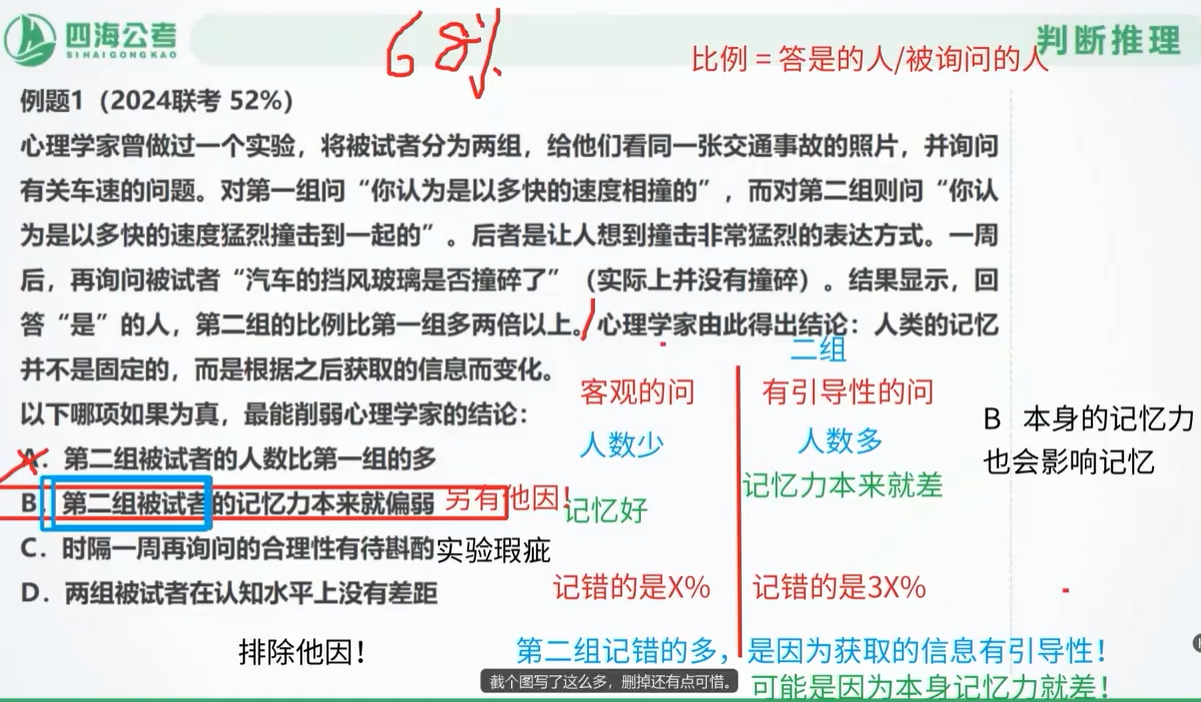 四海公考
SIHAIGONGKAO
68%
比例 = 答是的人/被询问的人
判断推理
例题1（2024联考 52%）
心理学家曾做过一个实验，将被试者分为两组，给他们看同一张交通事故的照片，并询问
有关车速的问题。对第一组问“你认为是以多快的速度相撞的”，而对第二组则问“你认
为是以多快的速度猛烈撞击到一起的”。后者是让人想到撞击非常猛烈的表达方式。一周
后，再询问被试者“汽车的挡风玻璃是否撞碎了”（实际上并没有撞碎）。结果显示，回
答“是”的人，第二组的比例比第一组多两倍以上。心理学家由此得出结论：人类的记忆
并不是固定的，而是根据之后获取的信息而变化。
以下哪项如果为真，最能削弱心理学家的结论：
二组
客观的问
有引导性的问
A．第二组被试者的人数比第一组的多
人数少
人数多
B 本身的记忆力
也会影响记忆
B．第二组被试者的记忆力本来就偏弱
另有他因！
记忆好
记忆力本来就差
C．时隔一周再询问的合理性有待斟酌
实验瑕疵
D．两组被试者在认知水平上没有差距
记错的是X%
记错的是3X%
排除他因！
第二组记错的多，是因为获取的信息有引导性！
截个图写了这么多，删掉还有点可惜。
可能是因为本身记忆力就差！